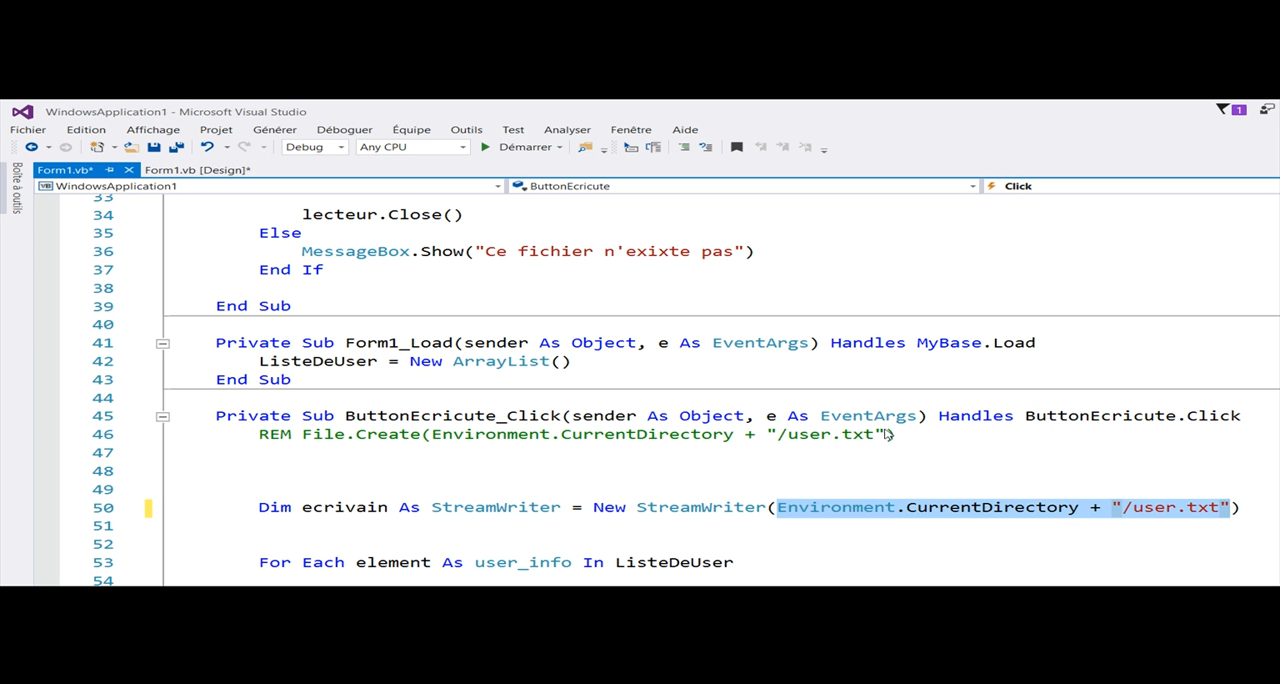 WindowsApplication1 - Microsoft Visual Studio
1
Fichier Edition Affichage Projet Générer Déboguer Équipe Outils Test Analyser Fenêtre Aide
Debug Any CPU Démarrer
Boîte à outils
Form1.vb* Form1.vb [Design]*
VB WindowsApplication1 ButtonEcricute Click
33
34 lecteur.Close()
35 Else
36 MessageBox.Show("Ce fichier n'exixte pas")
37 End If
38
39 End Sub
40
41 Private Sub Form1_Load(sender As Object, e As EventArgs) Handles MyBase.Load
42 ListeDeUser = New ArrayList()
43 End Sub
44
45 Private Sub ButtonEcricute_Click(sender As Object, e As EventArgs) Handles ButtonEcricute.Click
46 REM File.Create(Environment.CurrentDirectory + "/user.txt")
47
48
49
50 Dim ecrivain As StreamWriter = New StreamWriter(Environment.CurrentDirectory + "/user.txt")
51
52
53 For Each element As user_info In ListeDeUser
54